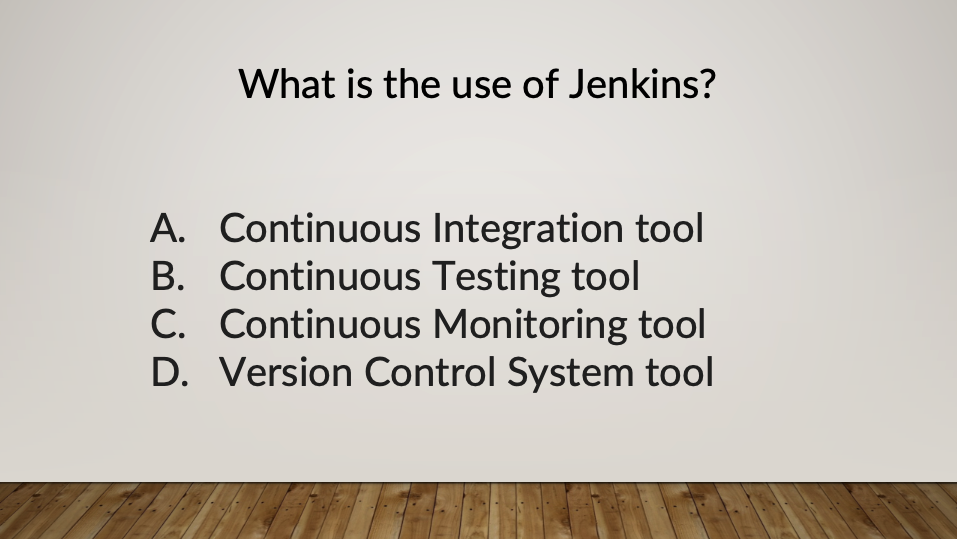 What is the use of Jenkins?
A. Continuous Integration tool
B. Continuous Testing tool
C. Continuous Monitoring tool
D. Version Control System tool